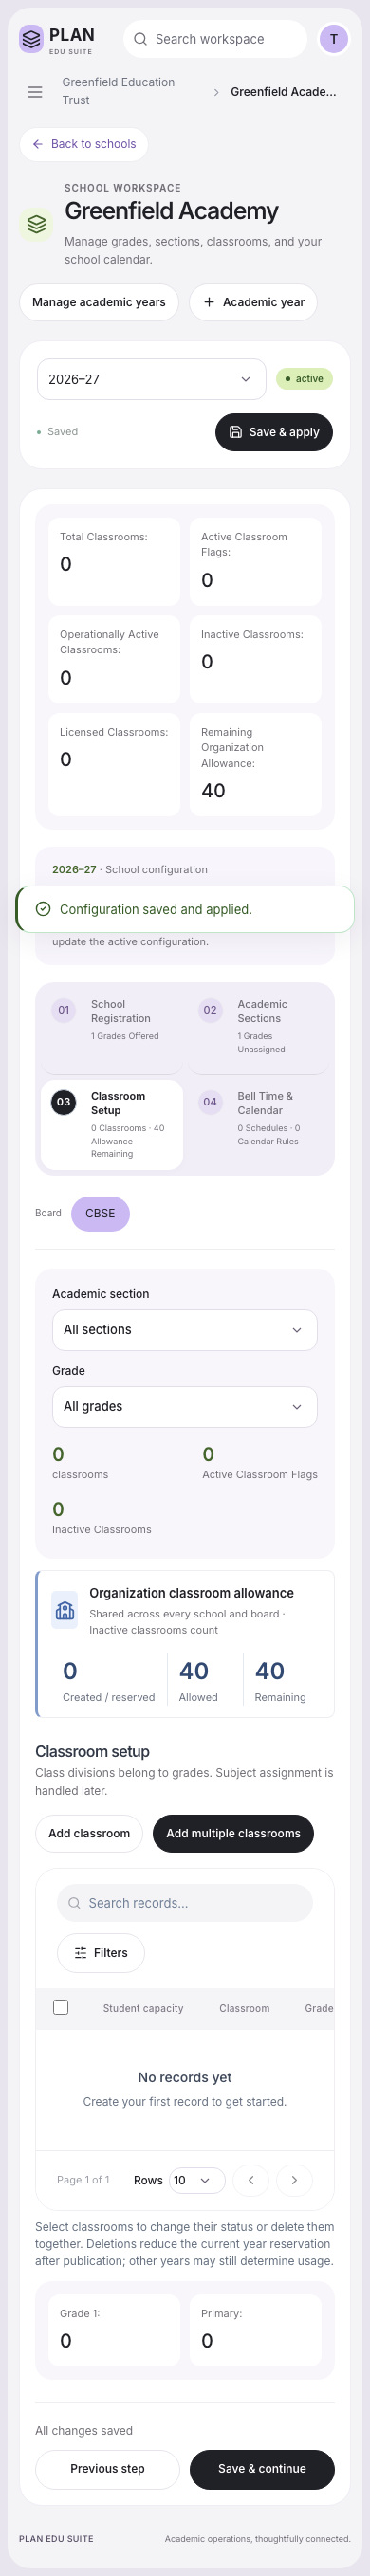 PLAN
EDU SUITE
Search workspace
T
Greenfield Education
Trust
Greenfield Acade...
Back to schools
SCHOOL WORKSPACE
Greenfield Academy
Manage grades, sections, classrooms, and your
school calendar.
Manage academic years
Academic year
2026–27
active
Saved
Save & apply
Total Classrooms:
0
Active Classroom
Flags:
0
Operationally Active
Classrooms:
0
Inactive Classrooms:
0
Licensed Classrooms:
0
Remaining
Organization
Allowance:
40
2026–27 · School configuration
Configuration saved and applied.
update the active configuration.
01
School
Registration
1 Grades Offered
02
Academic
Sections
1 Grades
Unassigned
03
Classroom
Setup
0 Classrooms · 40
Allowance
Remaining
04
Bell Time &
Calendar
0 Schedules · 0
Calendar Rules
Board
CBSE
Academic section
All sections
Grade
All grades
0
classrooms
0
Active Classroom Flags
0
Inactive Classrooms
Organization classroom allowance
Shared across every school and board ·
Inactive classrooms count
0
Created / reserved
40
Allowed
40
Remaining
Classroom setup
Class divisions belong to grades. Subject assignment is
handled later.
Add classroom
Add multiple classrooms
Search records...
Filters
Student capacity
Classroom
Grade
No records yet
Create your first record to get started.
Page 1 of 1
Rows
10
Select classrooms to change their status or delete them
together. Deletions reduce the current year reservation
after publication; other years may still determine usage.
Grade 1:
0
Primary:
0
All changes saved
Previous step
Save & continue
PLAN EDU SUITE
Academic operations, thoughtfully connected.